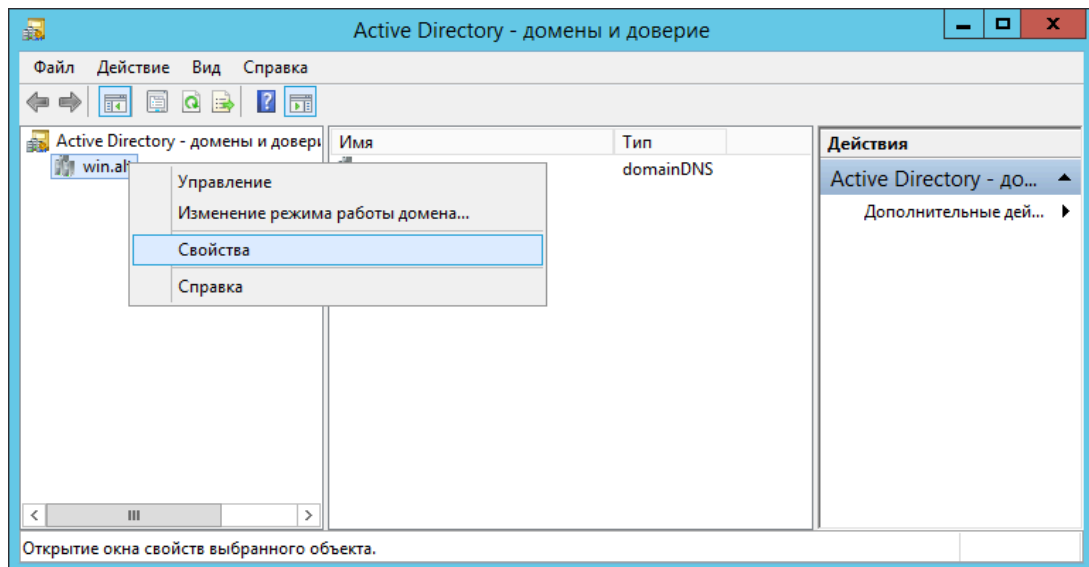 Active Directory - домены и доверие
Файл Действие Вид Справка
Active Directory - домены и довери
Имя Тип
Действия
win.alt
domainDNS
Active Directory - до...
Управление
Изменение режима работы домена...
Дополнительные дей...
Свойства
Справка
Открытие окна свойств выбранного объекта.